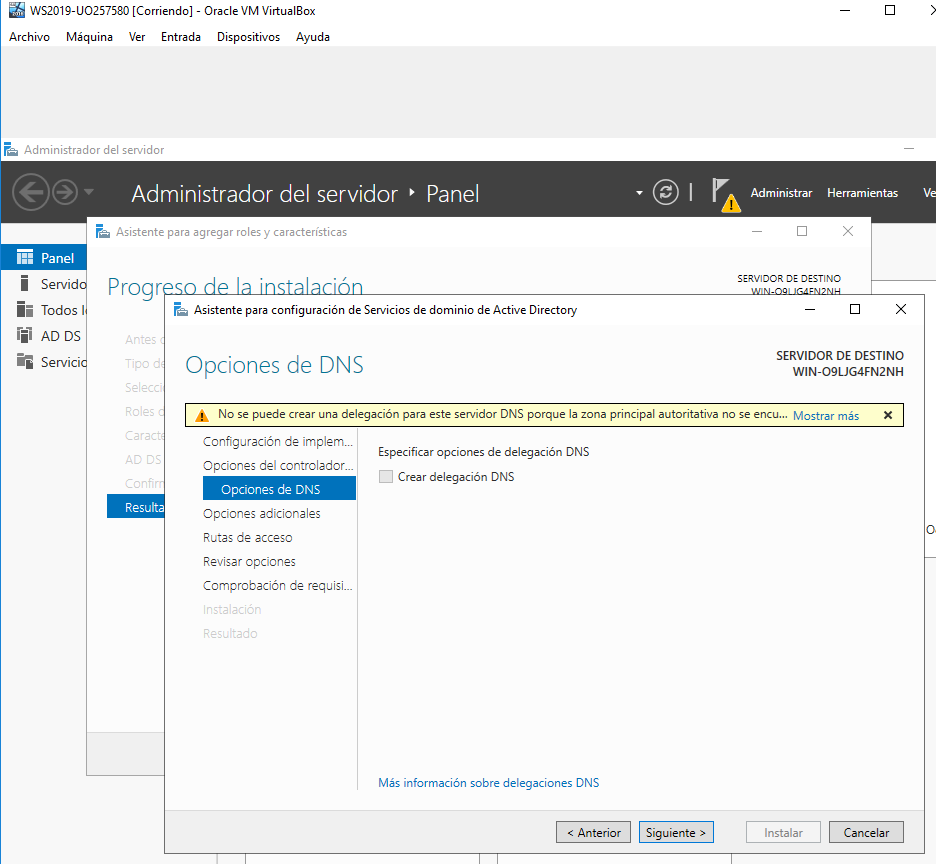 WS2019-UO257580 [Corriendo] - Oracle VM VirtualBox
Archivo Máquina Ver Entrada Dispositivos Ayuda
Administrador del servidor
Administrador del servidor ‣ Panel
Administrar Herramientas Ve
Asistente para agregar roles y características
Panel
Servido
Todos l
AD DS
Servicio
Progreso de la instalación
SERVIDOR DE DESTINO
WIN-O9LJG4FN2NH
Antes d
Tipo de
Selecci
Roles d
Caracte
AD DS
Confirm
Resulta
Asistente para configuración de Servicios de dominio de Active Directory
Opciones de DNS
SERVIDOR DE DESTINO
WIN-O9LJG4FN2NH
No se puede crear una delegación para este servidor DNS porque la zona principal autoritativa no se encu... Mostrar más
Configuración de implem...
Opciones del controlador...
Opciones de DNS
Opciones adicionales
Rutas de acceso
Revisar opciones
Comprobación de requisi...
Instalación
Resultado
Especificar opciones de delegación DNS
Crear delegación DNS
Más información sobre delegaciones DNS
< Anterior Siguiente > Instalar Cancelar